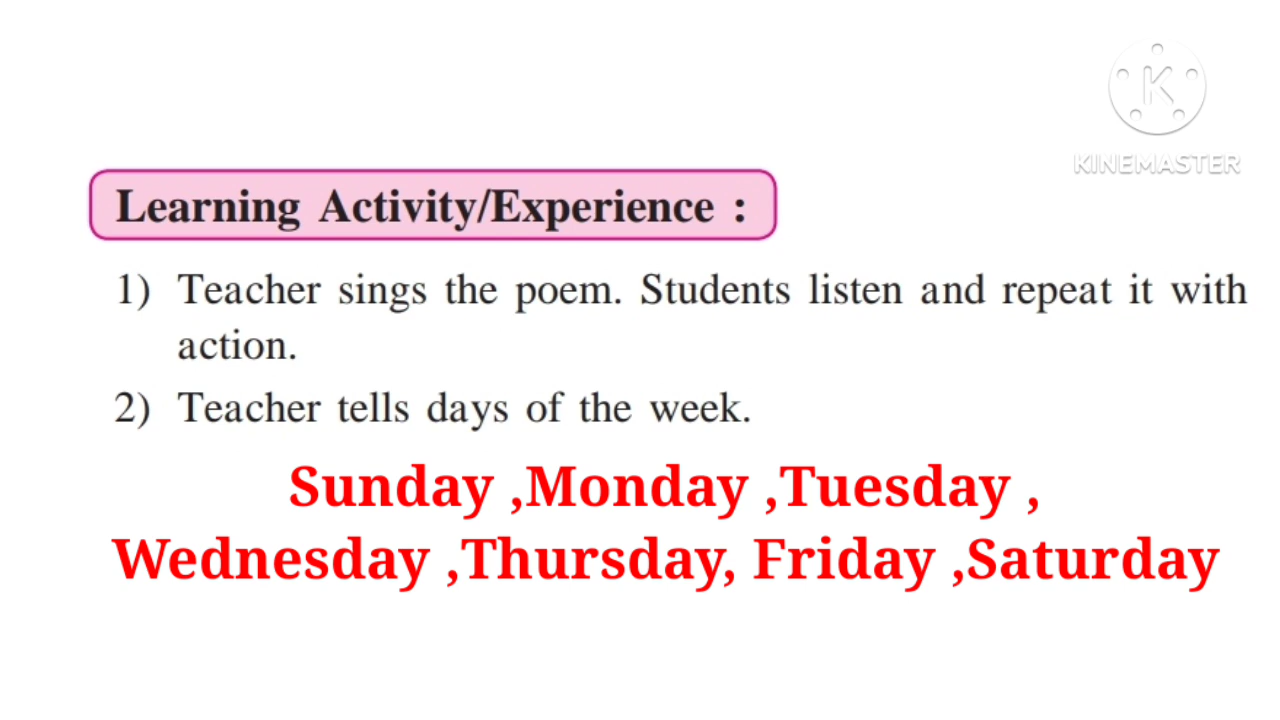 K
KINEMASTER
Learning Activity/Experience :
1) Teacher sings the poem. Students listen and repeat it with
action.
2) Teacher tells days of the week.
Sunday ,Monday ,Tuesday ,
Wednesday ,Thursday, Friday ,Saturday